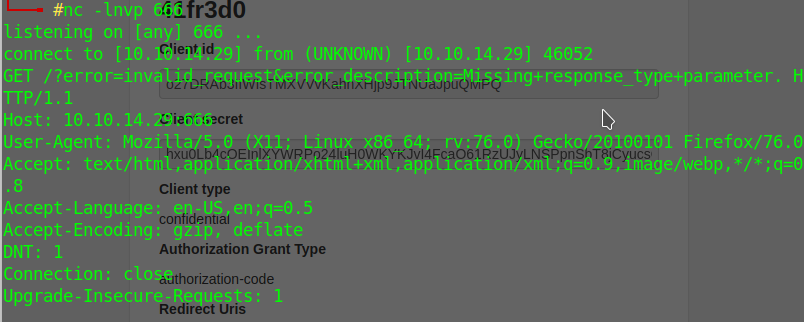 #nc -lnvp 666
listening on [any] 666 ...
Client id
connect to [10.10.14.29] from (UNKNOWN) [10.10.14.29] 46052
GET /?error=invalid_request&error_description=Missing+response_type+parameter. H
TTP/1.1
Host: 10.10.14.29:666
Client secret
User-Agent: Mozilla/5.0 (X11; Linux x86_64; rv:76.0) Gecko/20100101 Firefox/76.0
Accept: text/html,application/xhtml+xml,application/xml;q=0.9,image/webp,*/*;q=0
.8
Client type
Accept-Language: en-US,en;q=0.5
confidential
Accept-Encoding: gzip, deflate
DNT: 1
Authorization Grant Type
Connection: close
authorization-code
Upgrade-Insecure-Requests: 1
Redirect Uris